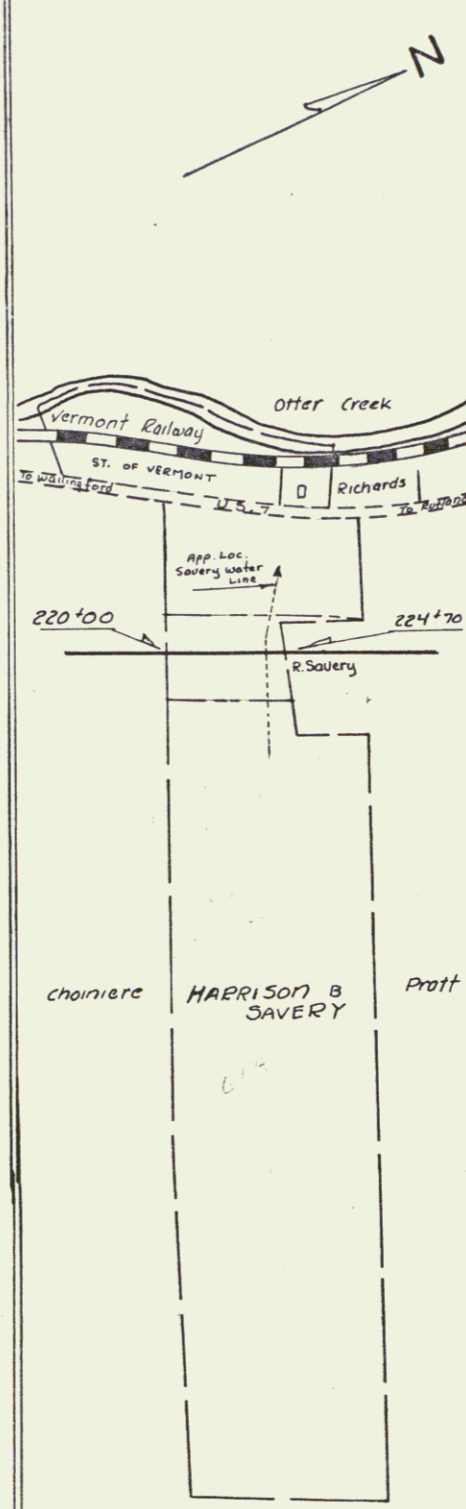 N
Otter Creek
Vermont Railway
ST. OF VERMONT
Richards
To Wallingford
U.S. 7
To Rutland
App. Loc.
Savery Water
Line
220+00
224+70
R. Savery
Choiniere
HARRISON B
SAVERY
Pratt